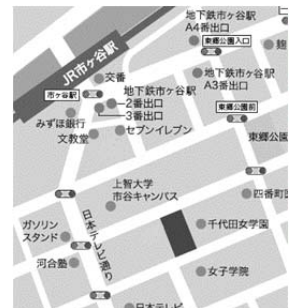 地下鉄市ヶ谷駅
A4番出口
東郷公園入口
麹
JR市ヶ谷駅
交番
地下鉄市ヶ谷駅
A3番出口
市ヶ谷駅
地下鉄市ヶ谷駅
2番出口
3番出口
東郷公園前
みずほ銀行
文教堂
セブンイレブン
東郷公園
上智大学
市谷キャンパス
四番町
日本テレビ通り
ガソリン
スタンド
千代田女学園
河合塾
女子学院
日本テレビ